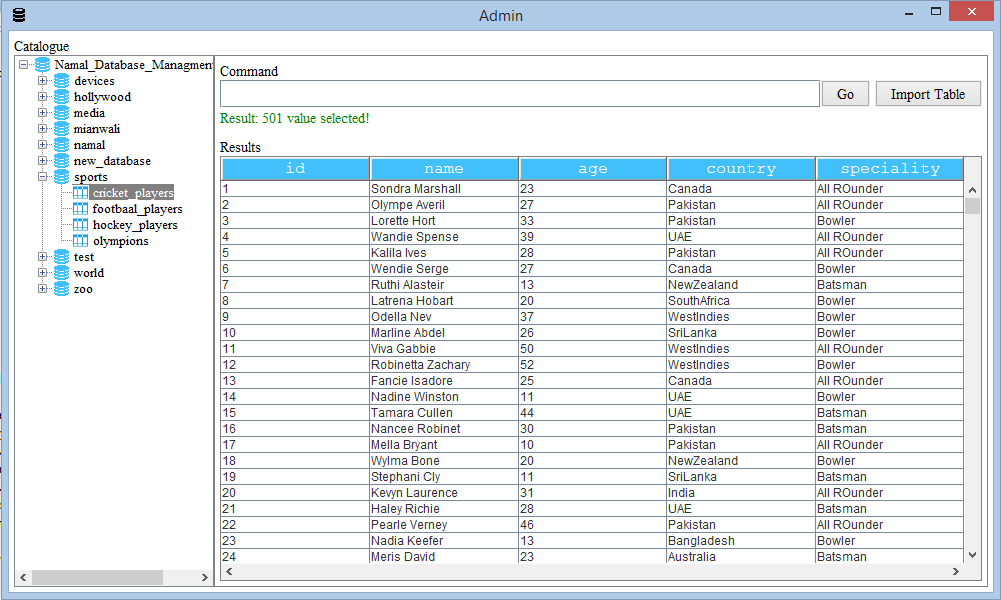 Admin
Catalogue
Namal_Database_Managmen
devices
hollywood
media
mianwali
namal
new_database
sports
cricket_players
footbaal_players
hockey_players
olympions
test
world
zoo
Command
Go Import Table
Result: 501 value selected!
Results
id name age country speciality
1 Sondra Marshall 23 Canada All ROunder
2 Olympe Averil 27 Pakistan All ROunder
3 Lorette Hort 33 Pakistan Bowler
4 Wandie Spense 39 UAE All ROunder
5 Kalila Ives 28 Pakistan All ROunder
6 Wendie Serge 27 Canada Bowler
7 Ruthi Alasteir 13 NewZealand Batsman
8 Latrena Hobart 20 SouthAfrica Bowler
9 Odella Nev 37 WestIndies Bowler
10 Marline Abdel 26 SriLanka Bowler
11 Viva Gabbie 50 WestIndies All ROunder
12 Robinetta Zachary 52 WestIndies Bowler
13 Fancie Isadore 25 Canada All ROunder
14 Nadine Winston 11 UAE Bowler
15 Tamara Cullen 44 UAE Batsman
16 Nancee Robinet 30 Pakistan Batsman
17 Mella Bryant 10 Pakistan All ROunder
18 Wylma Bone 20 NewZealand Bowler
19 Stephani Cly 11 SriLanka Batsman
20 Kevyn Laurence 31 India All ROunder
21 Haley Richie 28 UAE Batsman
22 Pearle Verney 46 Pakistan All ROunder
23 Nadia Keefer 13 Bangladesh Bowler
24 Meris David 23 Australia Batsman